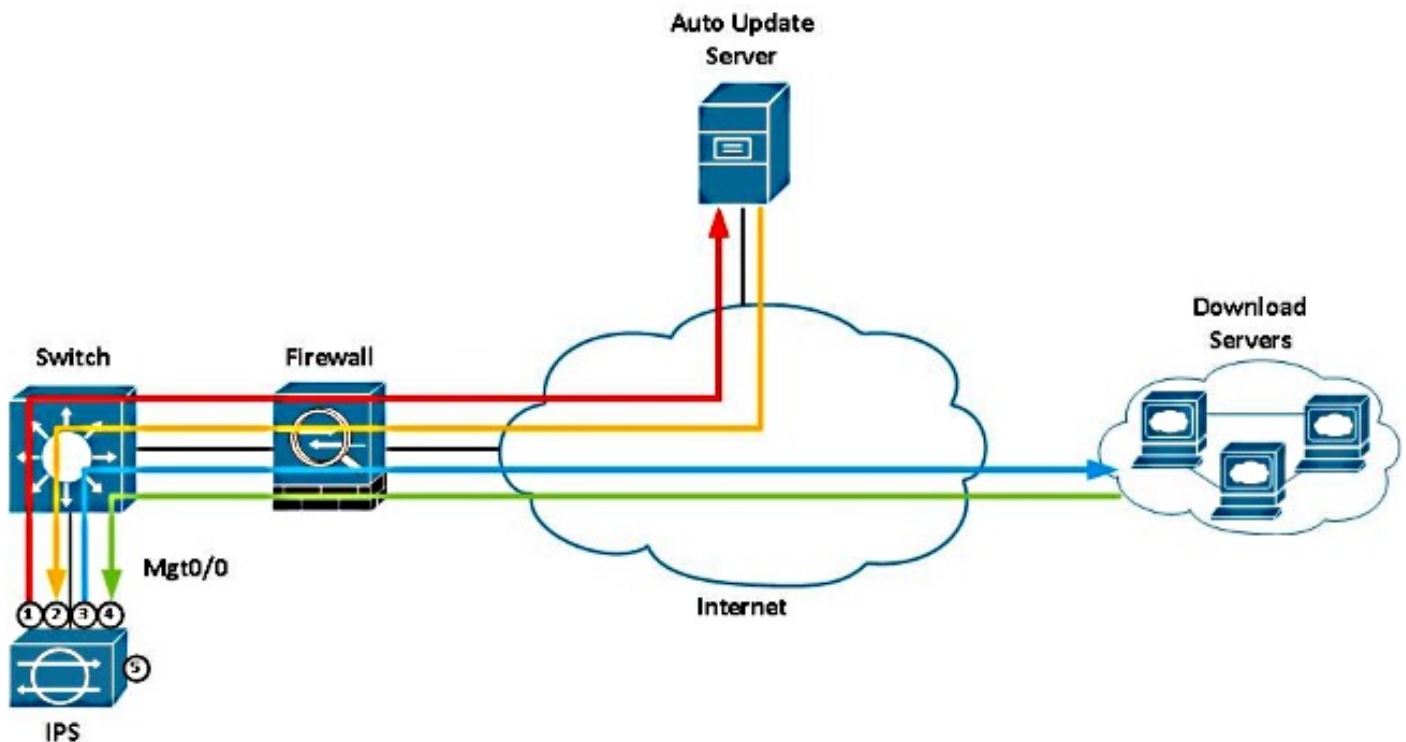 Auto Update
Server
Download
Servers
Switch
Firewall
Mgt0/0
Internet
1 2 3 4
5
IPS